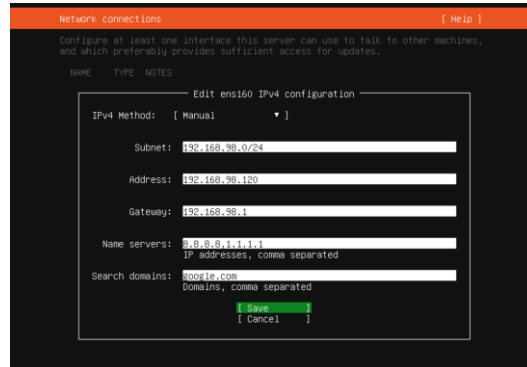 Network connections [ Help ]
Configure at least one interface this server can use to talk to other machines,
and which preferably provides sufficient access for updates.
NAME TYPE NOTES
Edit ens160 IPv4 configuration
IPv4 Method: [ Manual ▾ ]
Subnet: 192.168.98.0/24
Address: 192.168.98.120
Gateway: 192.168.98.1
Name servers: 8.8.8.8,1.1.1.1
IP addresses, comma separated
Search domains: google.com
Domains, comma separated
[ Save ]
[ Cancel ]